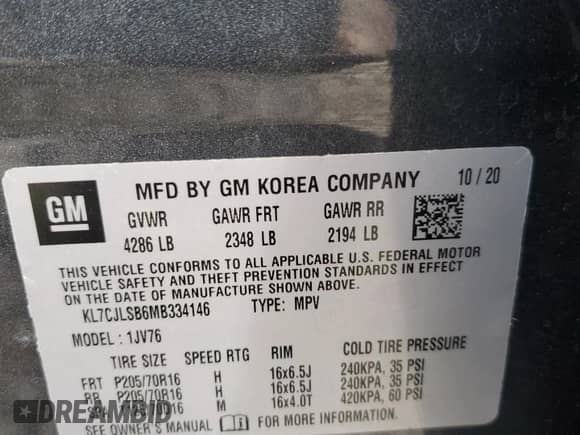 GM
MFD BY GM KOREA COMPANY 10/20
GVWR GAWR FRT GAWR RR
4286 LB 2348 LB 2194 LB
THIS VEHICLE CONFORMS TO ALL APPLICABLE U.S. FEDERAL MOTOR
VEHICLE SAFETY AND THEFT PREVENTION STANDARDS IN EFFECT
ON THE DATE OF MANUFACTURE SHOWN ABOVE.
KL7CJLSB6MB334146 TYPE: MPV
MODEL: 1JV76
TIRE SIZE SPEED RTG RIM COLD TIRE PRESSURE
FRT P205/70R16 H 16x6.5J 240KPA, 35 PSI
RR P205/70R16 H 16x6.5J 240KPA, 35 PSI
M 16x4.0T 420KPA, 60 PSI
SEE OWNER'S MANUAL FOR MORE INFORMATION.
DREAMBID